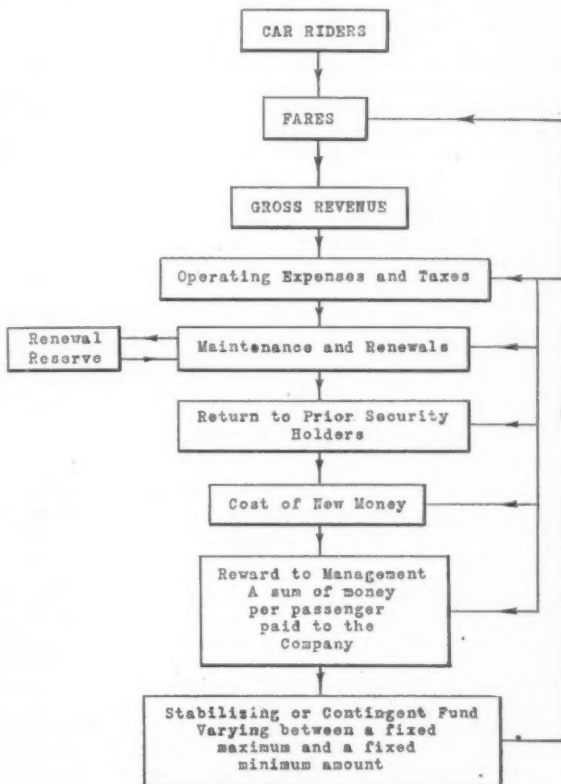 CAR RIDERS
FARES
GROSS REVENUE
Operating Expenses and Taxes
Renewal
Reserve
Maintenance and Renewals
Return to Prior Security
Holders
Cost of New Money
Reward to Management
A sum of money
per passenger
paid to the
Company
Stabilizing or Contingent Fund
Varying between a fixed
maximum and a fixed
minimum amount